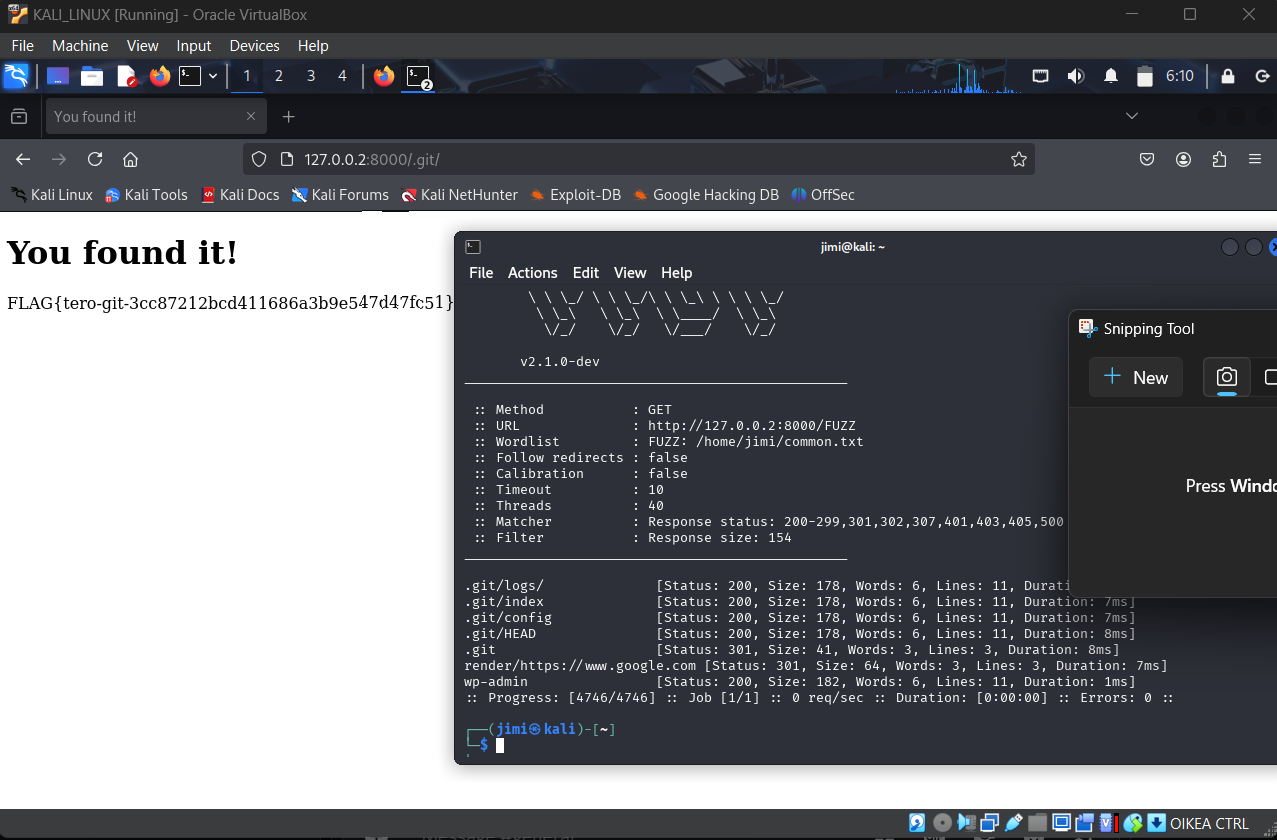 KALI_LINUX [Running] - Oracle VirtualBox
File Machine View Input Devices Help
1 2 3 4 2 6:10
You found it!
127.0.0.2:8000/.git/
Kali Linux Kali Tools Kali Docs Kali Forums Kali NetHunter Exploit-DB Google Hacking DB OffSec
You found it!
FLAG{tero-git-3cc87212bcd411686a3b9e547d47fc51}
jimi@kali: ~
File Actions Edit View Help
\ \ \_/ \ \ \_/\ \ \_\ \ \ \ \_/
\ \_\   \ \_\  \ \____/  \ \_\
\/_/    \/_/   \/___/    \/_/
v2.1.0-dev
________________________________________________
:: Method           : GET
:: URL              : http://127.0.0.2:8000/FUZZ
:: Wordlist         : FUZZ: /home/jimi/common.txt
:: Follow redirects : false
:: Calibration      : false
:: Timeout          : 10
:: Threads          : 40
:: Matcher          : Response status: 200-299,301,302,307,401,403,405,500
:: Filter           : Response size: 154
________________________________________________
.git/logs/              [Status: 200, Size: 178, Words: 6, Lines: 11, Durati
.git/index              [Status: 200, Size: 178, Words: 6, Lines: 11, Duration: 7ms]
.git/config             [Status: 200, Size: 178, Words: 6, Lines: 11, Duration: 7ms]
.git/HEAD               [Status: 200, Size: 178, Words: 6, Lines: 11, Duration: 8ms]
.git                    [Status: 301, Size: 41, Words: 3, Lines: 3, Duration: 8ms]
render/https://www.google.com [Status: 301, Size: 64, Words: 3, Lines: 3, Duration: 7ms]
wp-admin                [Status: 200, Size: 182, Words: 6, Lines: 11, Duration: 1ms]
:: Progress: [4746/4746] :: Job [1/1] :: 0 req/sec :: Duration: [0:00:00] :: Errors: 0 ::
┌──(jimi㉿kali)-[~]
└─$
Snipping Tool
New
Press Windo
OIKEA CTRL